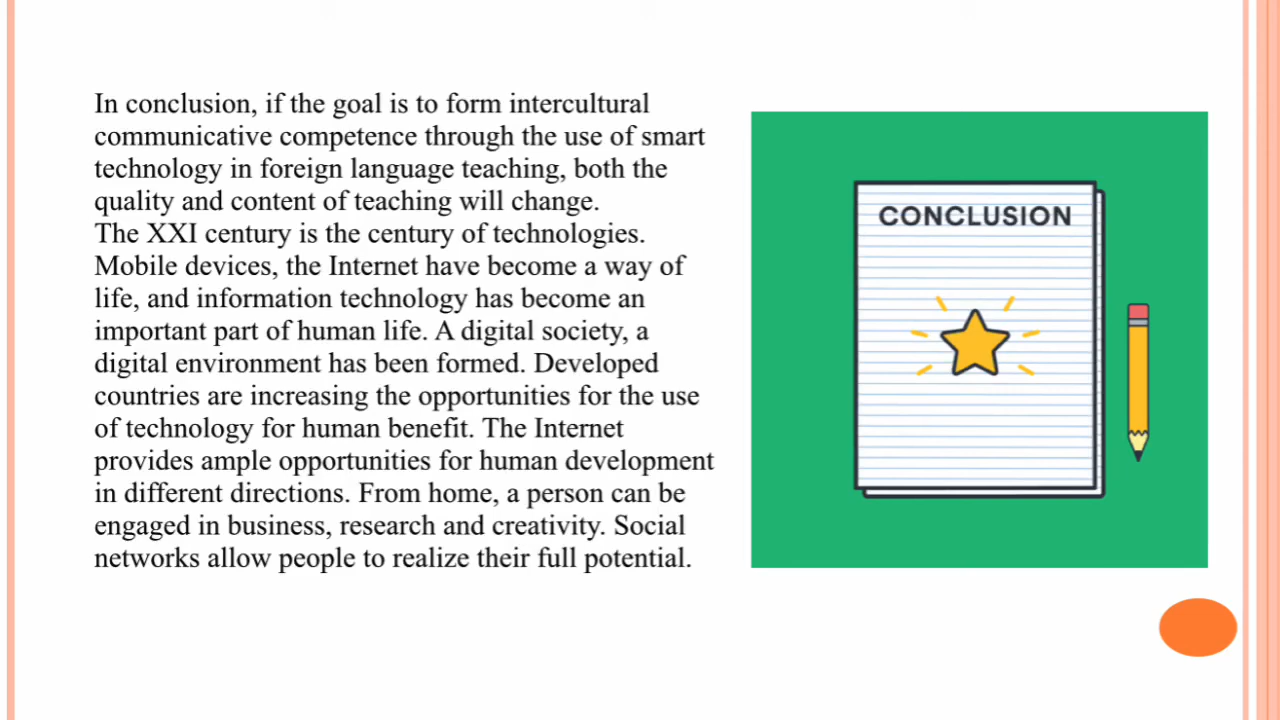 In conclusion, if the goal is to form intercultural
communicative competence through the use of smart
technology in foreign language teaching, both the
quality and content of teaching will change.
The XXI century is the century of technologies.
Mobile devices, the Internet have become a way of
life, and information technology has become an
important part of human life. A digital society, a
digital environment has been formed. Developed
countries are increasing the opportunities for the use
of technology for human benefit. The Internet
provides ample opportunities for human development
in different directions. From home, a person can be
engaged in business, research and creativity. Social
networks allow people to realize their full potential.
CONCLUSION